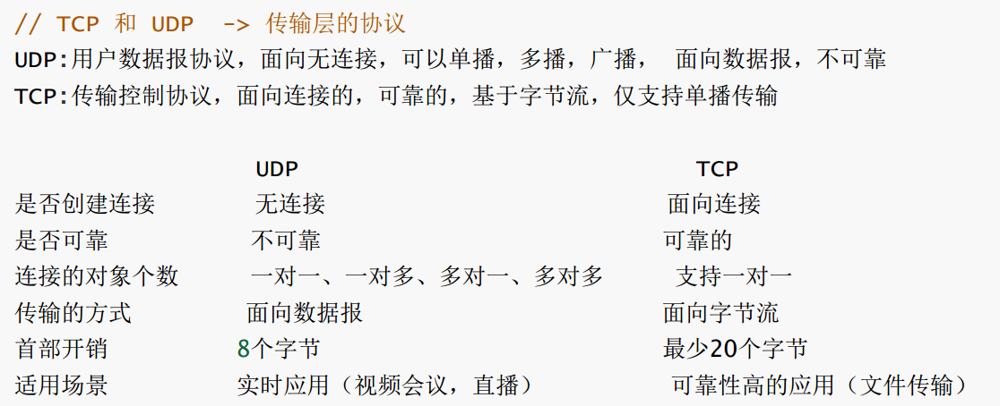 // TCP 和 UDP -> 传输层的协议
UDP:用户数据报协议，面向无连接，可以单播，多播，广播， 面向数据报，不可靠
TCP:传输控制协议，面向连接的，可靠的，基于字节流，仅支持单播传输
UDP TCP
是否创建连接 无连接 面向连接
是否可靠 不可靠 可靠的
连接的对象个数 一对一、一对多、多对一、多对多 支持一对一
传输的方式 面向数据报 面向字节流
首部开销 8个字节 最少20个字节
适用场景 实时应用（视频会议，直播） 可靠性高的应用（文件传输）